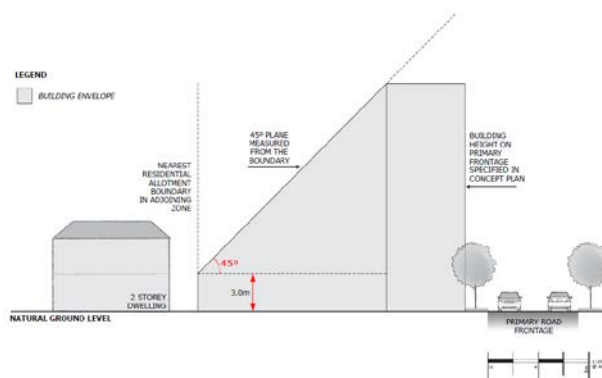 LEGEND
BUILDING ENVELOPE
45º PLANE
MEASURED
FROM THE
BOUNDARY
NEAREST
RESIDENTIAL
ALLOTMENT
BOUNDARY
IN ADJOINING
ZONE
BUILDING
HEIGHT ON
PRIMARY
FRONTAGE
SPECIFIED IN
CONCEPT PLAN
45º
3.0m
2 STOREY
DWELLING
NATURAL GROUND LEVEL
PRIMARY ROAD
FRONTAGE